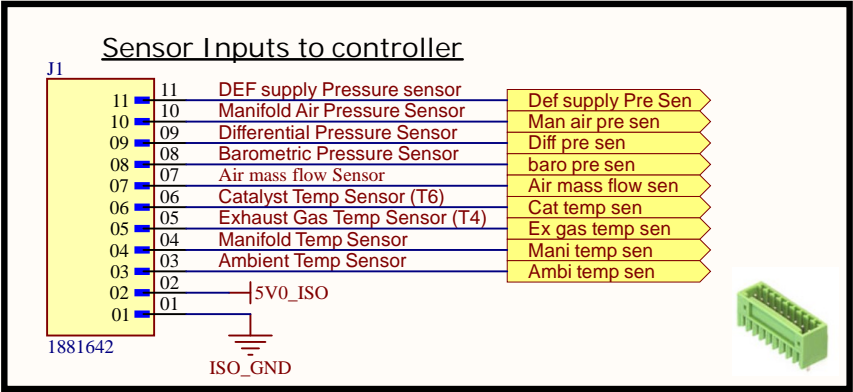 Sensor Inputs to controller
J1
11 11 DEF supply Pressure sensor Def supply Pre Sen
10 10 Manifold Air Pressure Sensor Man air pre sen
09 09 Differential Pressure Sensor Diff pre sen
08 08 Barometric Pressure Sensor baro pre sen
07 07 Air mass flow Sensor Air mass flow sen
06 06 Catalyst Temp Sensor (T6) Cat temp sen
05 05 Exhaust Gas Temp Sensor (T4) Ex gas temp sen
04 04 Manifold Temp Sensor Mani temp sen
03 03 Ambient Temp Sensor Ambi temp sen
02 02 5V0_ISO
01 01
1881642
ISO_GND